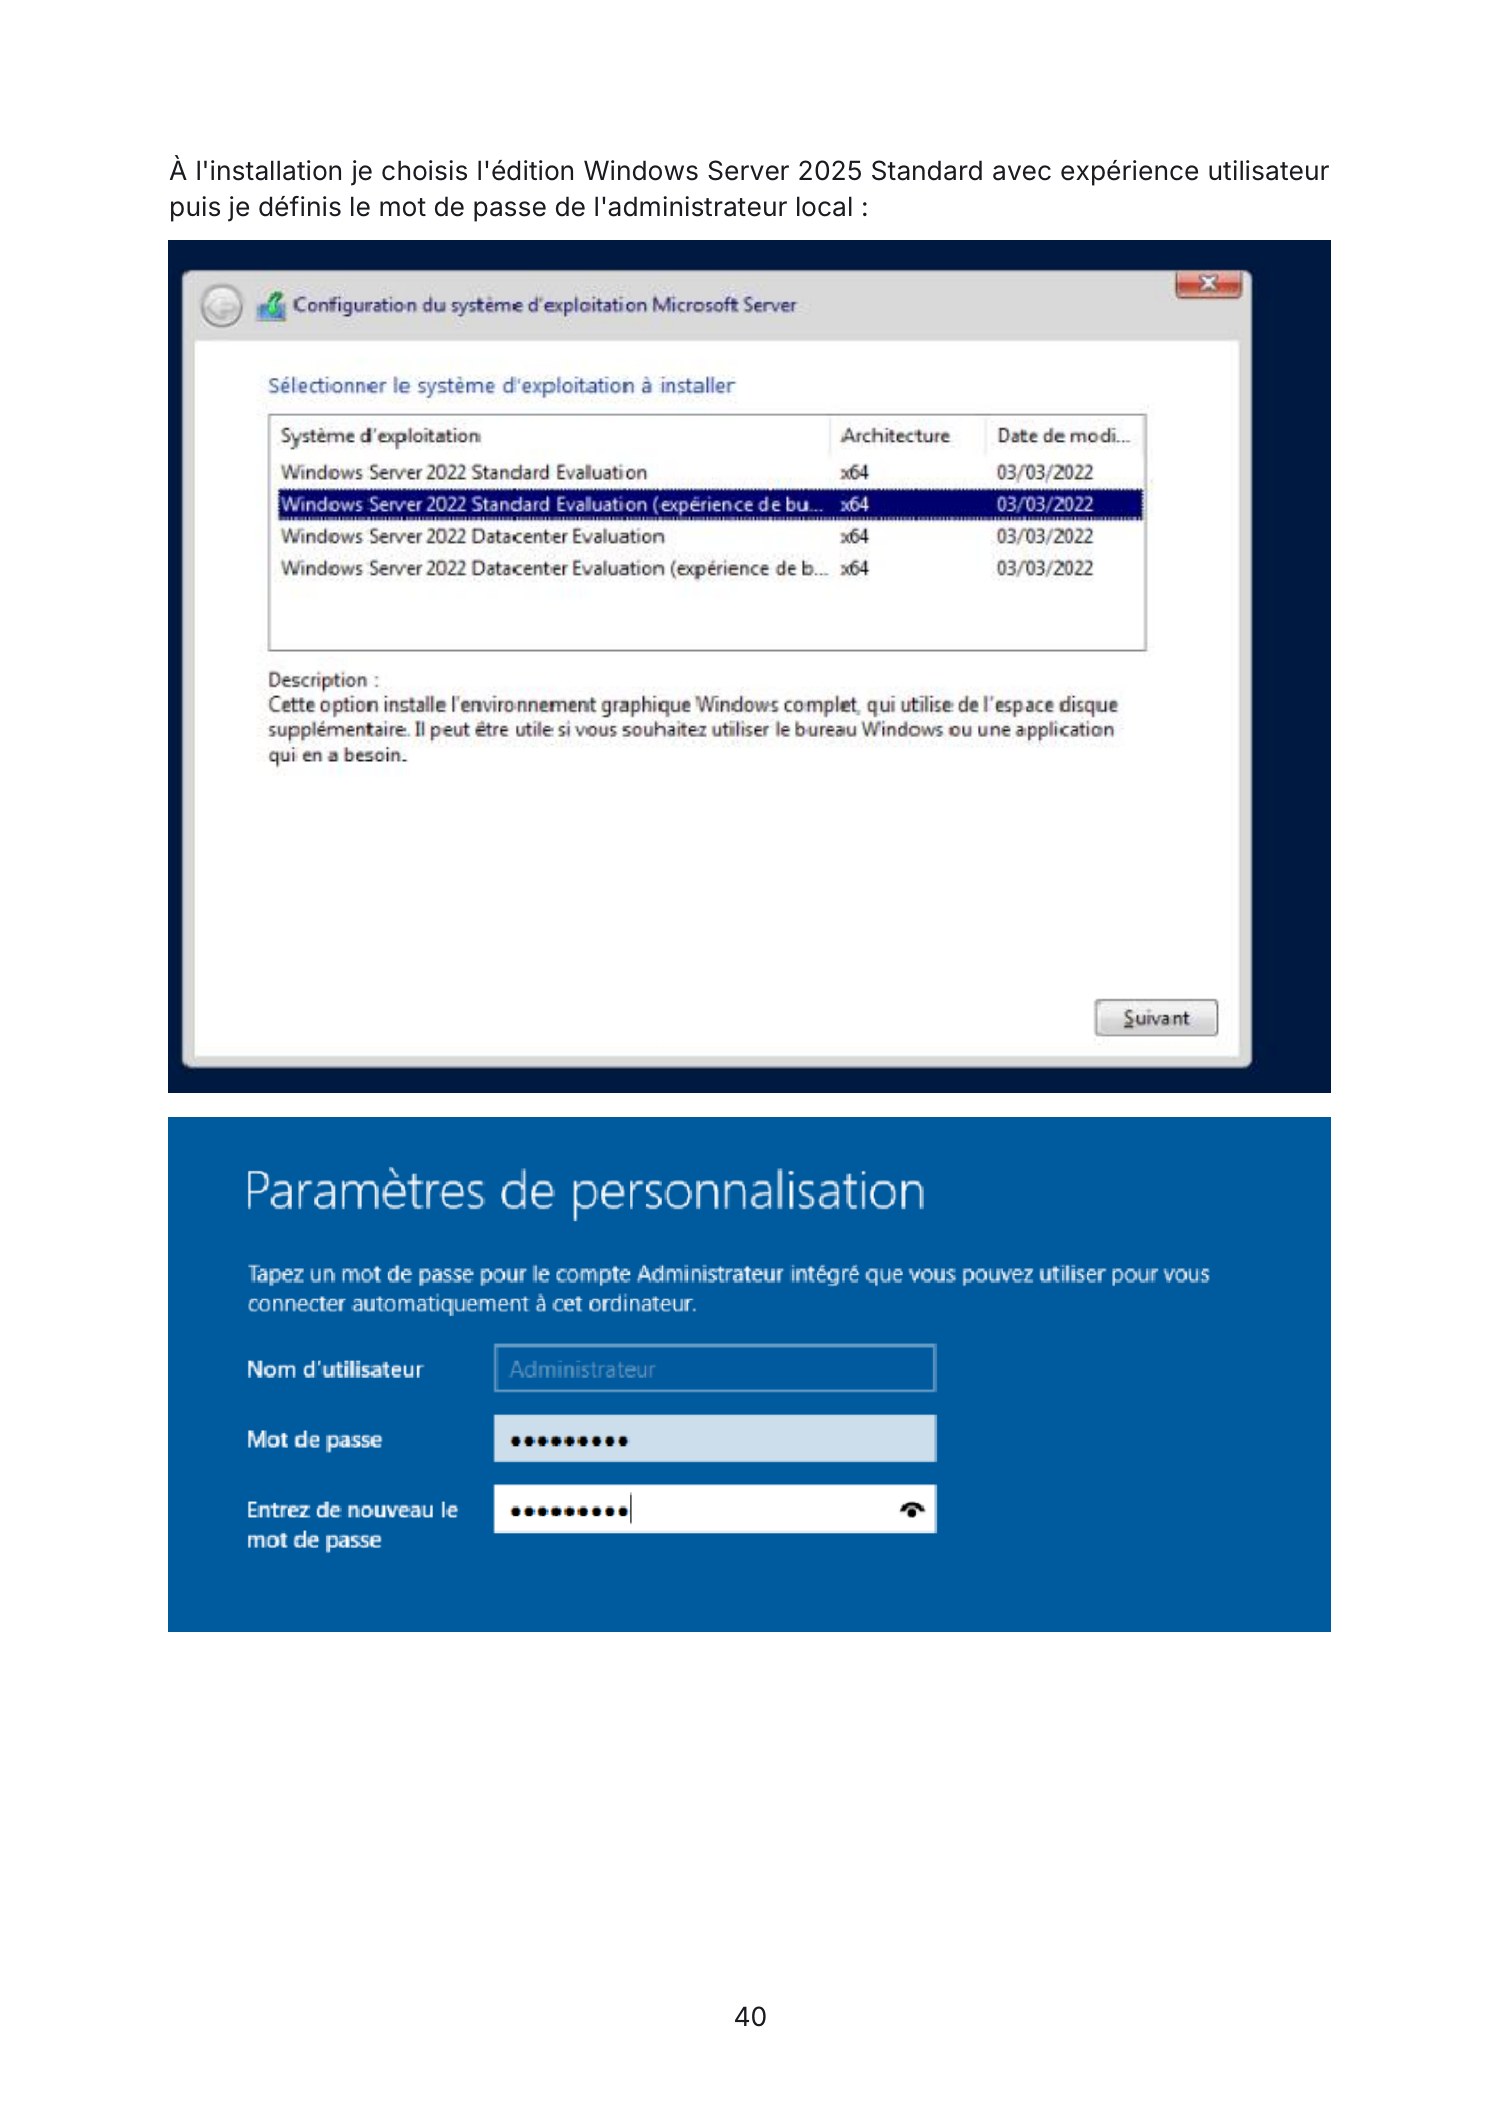 À l'installation je choisis l'édition Windows Server 2025 Standard avec expérience utilisateur
puis je définis le mot de passe de l'administrateur local :
Configuration du système d'exploitation Microsoft Server
Sélectionner le système d'exploitation à installer
Système d'exploitation Architecture Date de modi...
Windows Server 2022 Standard Evaluation x64 03/03/2022
Windows Server 2022 Standard Evaluation (expérience de bu... x64 03/03/2022
Windows Server 2022 Datacenter Evaluation x64 03/03/2022
Windows Server 2022 Datacenter Evaluation (expérience de b... x64 03/03/2022
Description :
Cette option installe l'environnement graphique Windows complet, qui utilise de l'espace disque
supplémentaire. Il peut être utile si vous souhaitez utiliser le bureau Windows ou une application
qui en a besoin.
Suivant
Paramètres de personnalisation
Tapez un mot de passe pour le compte Administrateur intégré que vous pouvez utiliser pour vous
connecter automatiquement à cet ordinateur.
Nom d'utilisateur Administrateur
Mot de passe •••••••••
Entrez de nouveau le •••••••••
mot de passe
40